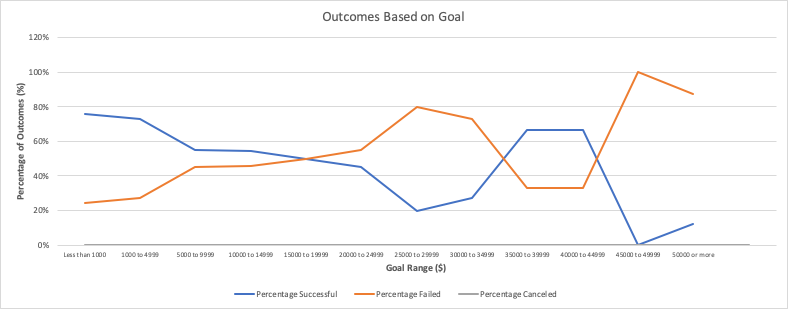 Outcomes Based on Goal
120%
100%
80%
60%
40%
20%
0%
Percentage of Outcomes (%)
Less than 1000 1000 to 4999 5000 to 9999 10000 to 14999 15000 to 19999 20000 to 24999 25000 to 29999 30000 to 34999 35000 to 39999 40000 to 44999 45000 to 49999 50000 or more
Goal Range ($)
Percentage Successful Percentage Failed Percentage Canceled